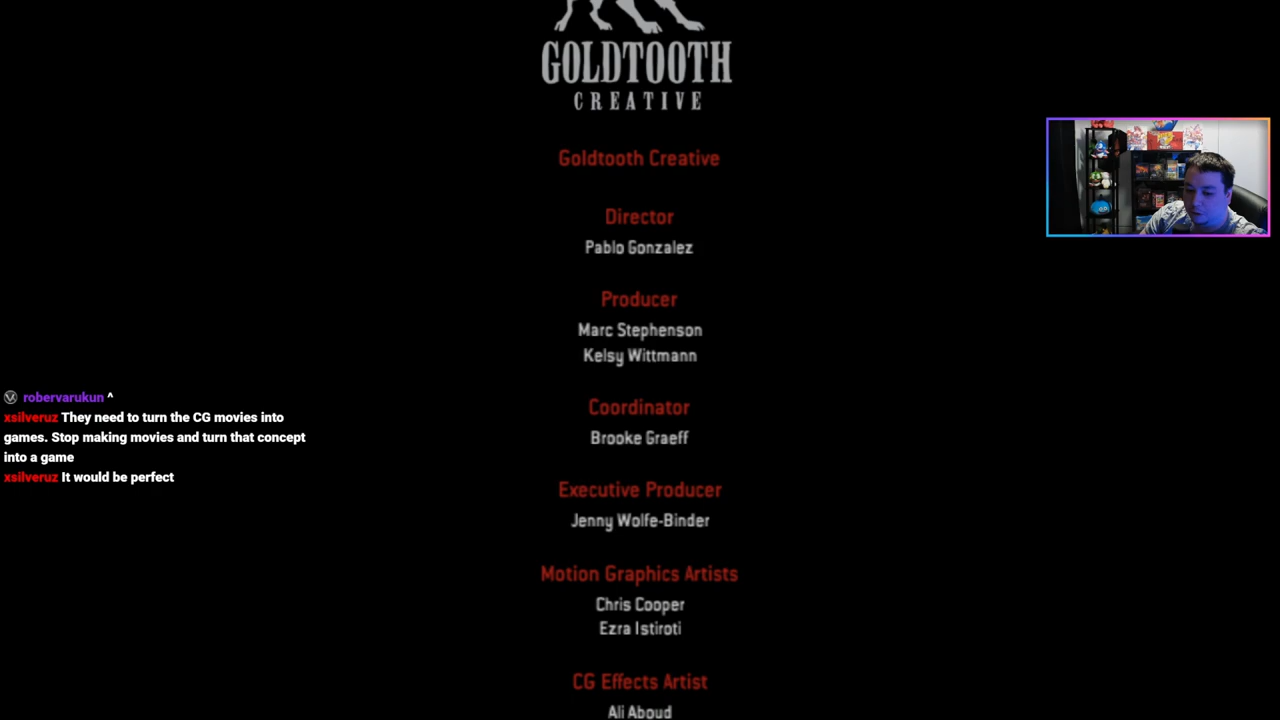 GOLDTOOTH
CREATIVE
Goldtooth Creative
Director
Pablo Gonzalez
Producer
Marc Stephenson
Kelsy Wittmann
Coordinator
Brooke Graeff
Executive Producer
Jenny Wolfe-Binder
Motion Graphics Artists
Chris Cooper
Ezra Istiroti
CG Effects Artist
Ali Aboud
robervarukun ^
xsilveruz They need to turn the CG movies into
games. Stop making movies and turn that concept
into a game
xsilveruz It would be perfect